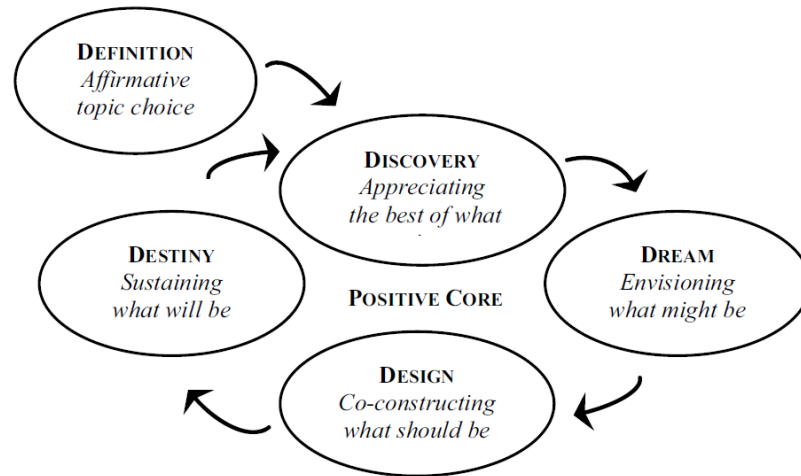 DEFINITION
Affirmative
topic choice
DISCOVERY
Appreciating
the best of what
DREAM
Envisioning
what might be
DESTINY
Sustaining
what will be
POSITIVE CORE
DESIGN
Co-constructing
what should be